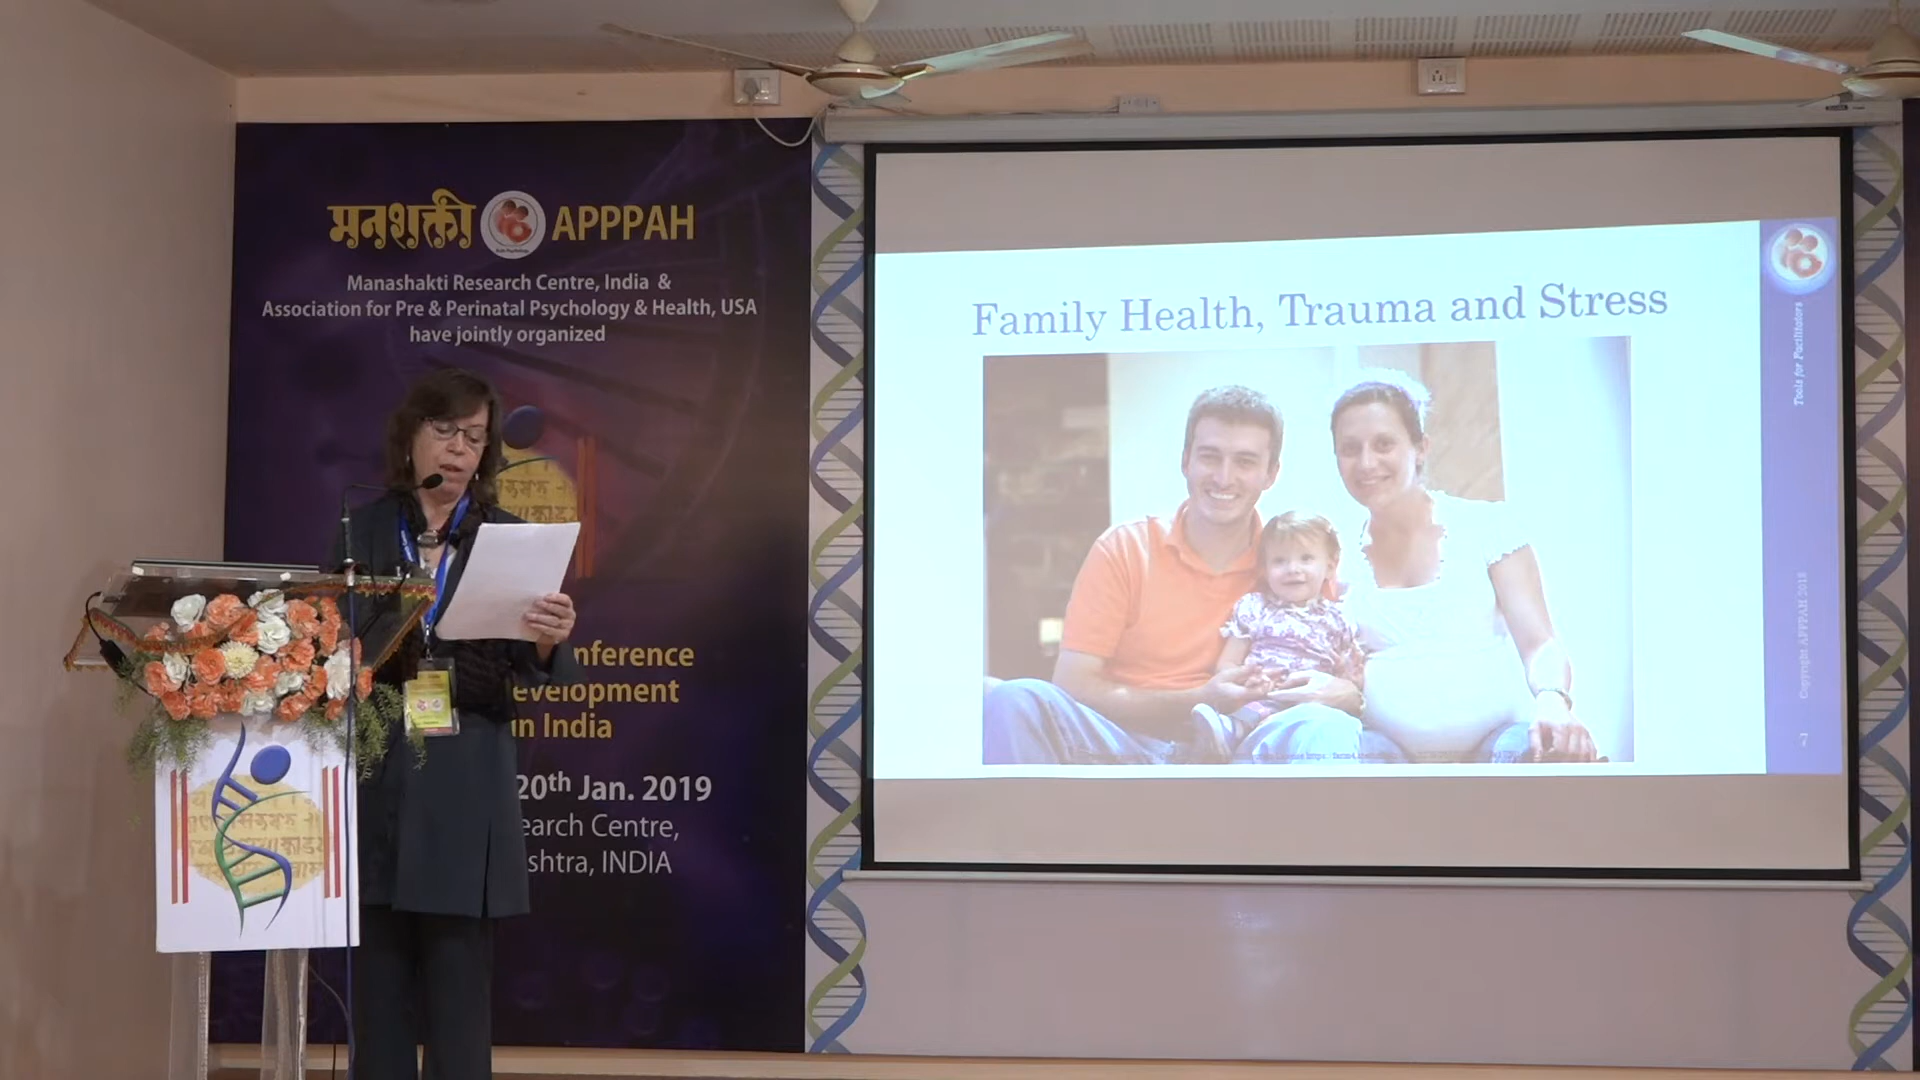 मनशक्ती APPPAH
Manashakti Research Centre, India &
Association for Pre & Perinatal Psychology & Health, USA
have jointly organized
nference
evelopment
in India
20th Jan. 2019
earch Centre,
shtra, INDIA
Family Health, Trauma and Stress
Tools for Facilitators
Copyright APPPAH 2018
7